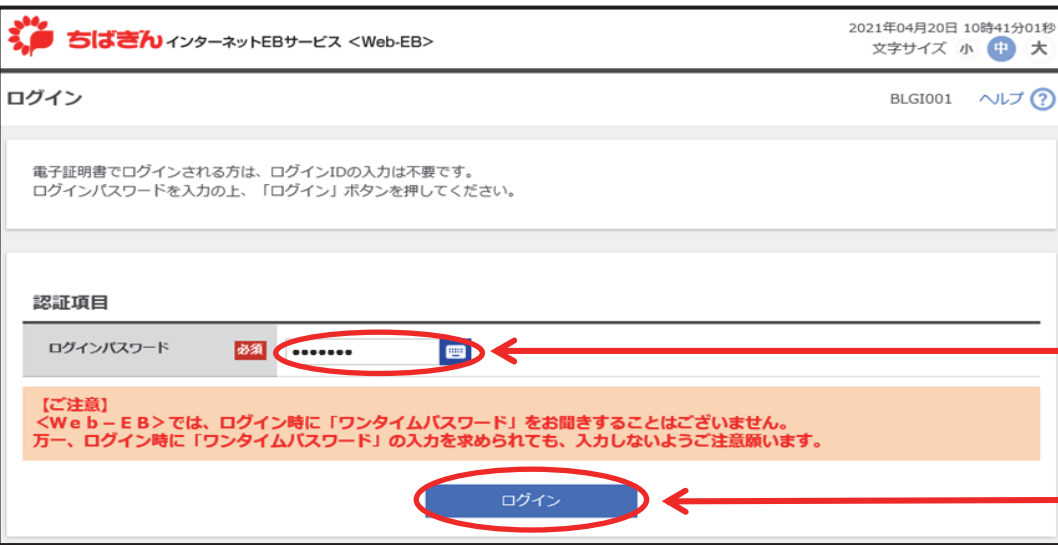 ちばぎん インターネットEBサービス <Web-EB>
2021年04月20日 10時41分01秒
文字サイズ 小 中 大
ログイン
BLGI001 ヘルプ ?
電子証明書でログインされる方は、ログインIDの入力は不要です。
ログインパスワードを入力の上、「ログイン」ボタンを押してください。
認証項目
ログインパスワード 必須 •••••••
【ご注意】
<Web-EB>では、ログイン時に「ワンタイムパスワード」をお聞きすることはございません。
万一、ログイン時に「ワンタイムパスワード」の入力を求められても、入力しないようご注意願います。
ログイン